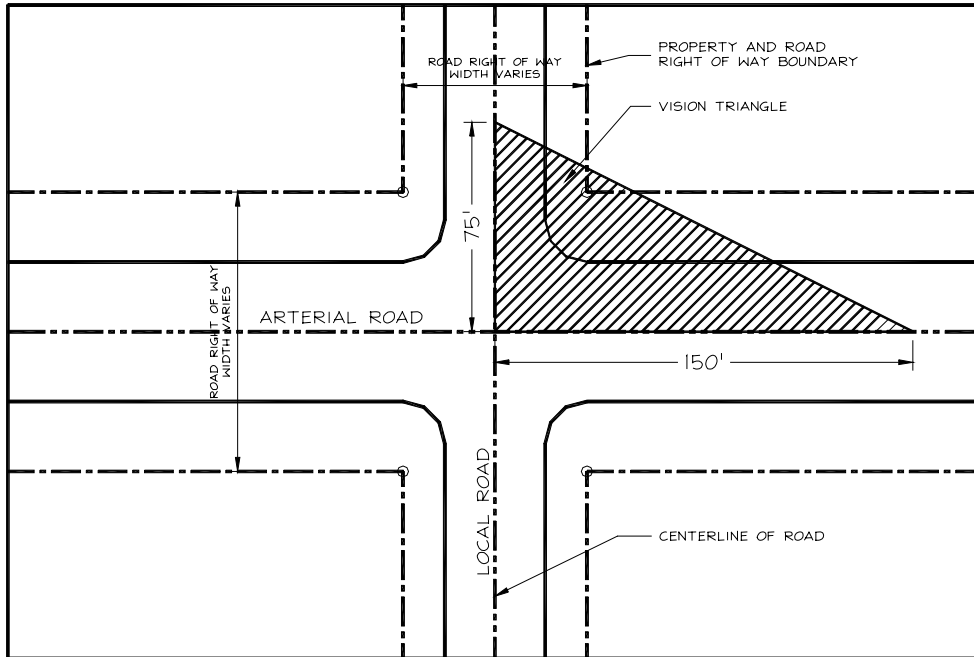 ROAD RIGHT OF WAY
WIDTH VARIES
PROPERTY AND ROAD
RIGHT OF WAY BOUNDARY
VISION TRIANGLE
75'
ROAD RIGHT OF WAY
WIDTH VARIES
ARTERIAL ROAD
150'
LOCAL ROAD
CENTERLINE OF ROAD